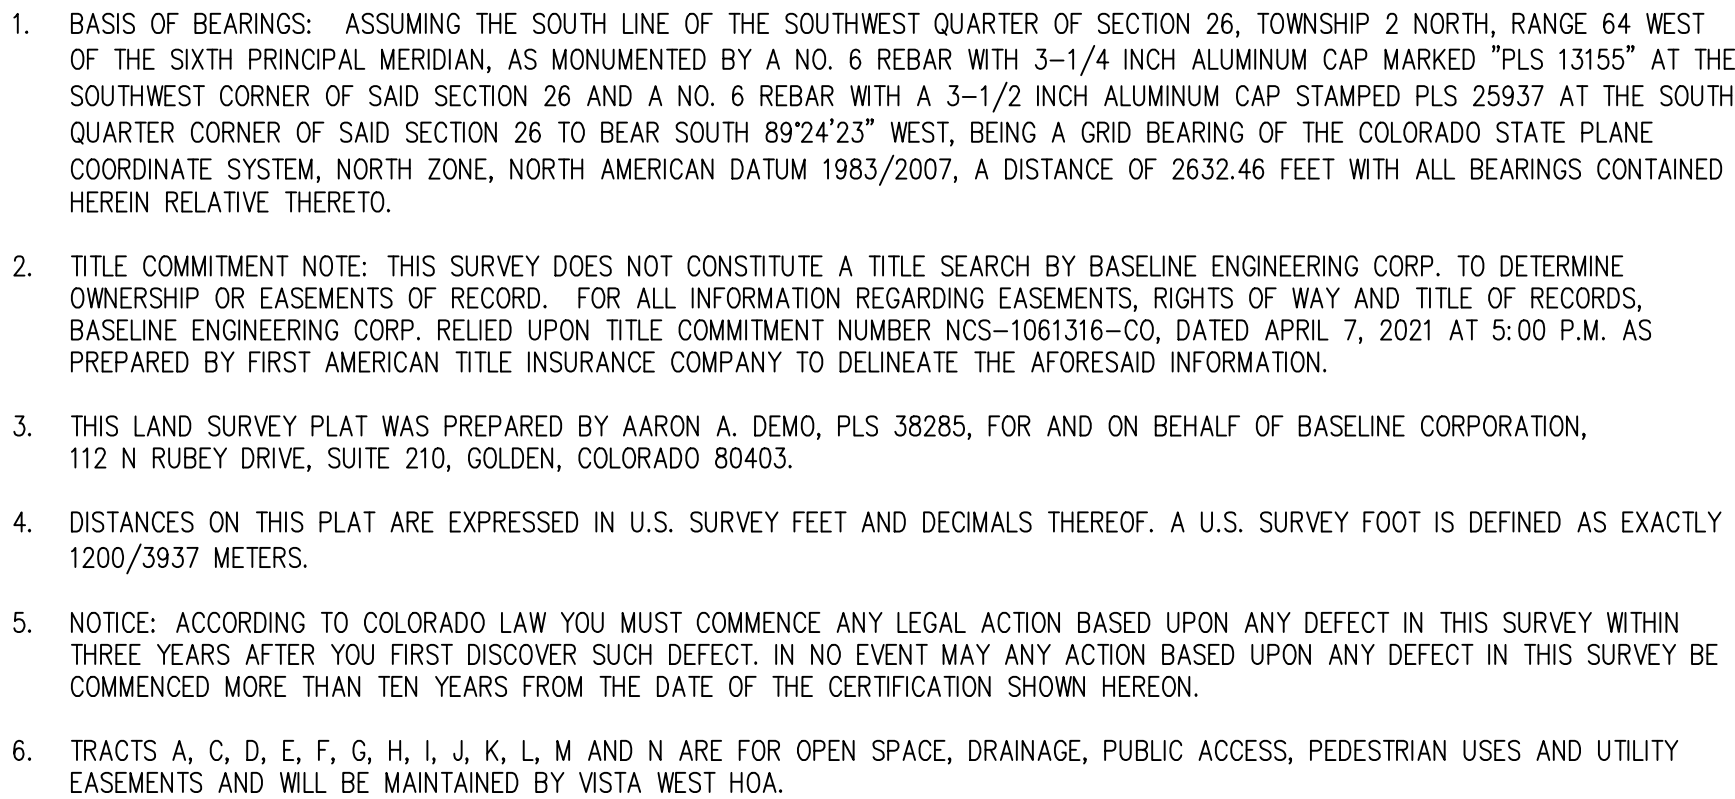 1. BASIS OF BEARINGS: ASSUMING THE SOUTH LINE OF THE SOUTHWEST QUARTER OF SECTION 26, TOWNSHIP 2 NORTH, RANGE 64 WEST
OF THE SIXTH PRINCIPAL MERIDIAN, AS MONUMENTED BY A NO. 6 REBAR WITH 3-1/4 INCH ALUMINUM CAP MARKED "PLS 13155" AT THE
SOUTHWEST CORNER OF SAID SECTION 26 AND A NO. 6 REBAR WITH A 3-1/2 INCH ALUMINUM CAP STAMPED PLS 25937 AT THE SOUTH
QUARTER CORNER OF SAID SECTION 26 TO BEAR SOUTH 89°24'23" WEST, BEING A GRID BEARING OF THE COLORADO STATE PLANE
COORDINATE SYSTEM, NORTH ZONE, NORTH AMERICAN DATUM 1983/2007, A DISTANCE OF 2632.46 FEET WITH ALL BEARINGS CONTAINED
HEREIN RELATIVE THERETO.
2. TITLE COMMITMENT NOTE: THIS SURVEY DOES NOT CONSTITUTE A TITLE SEARCH BY BASELINE ENGINEERING CORP. TO DETERMINE
OWNERSHIP OR EASEMENTS OF RECORD. FOR ALL INFORMATION REGARDING EASEMENTS, RIGHTS OF WAY AND TITLE OF RECORDS,
BASELINE ENGINEERING CORP. RELIED UPON TITLE COMMITMENT NUMBER NCS-1061316-CO, DATED APRIL 7, 2021 AT 5:00 P.M. AS
PREPARED BY FIRST AMERICAN TITLE INSURANCE COMPANY TO DELINEATE THE AFORESAID INFORMATION.
3. THIS LAND SURVEY PLAT WAS PREPARED BY AARON A. DEMO, PLS 38285, FOR AND ON BEHALF OF BASELINE CORPORATION,
112 N RUBEY DRIVE, SUITE 210, GOLDEN, COLORADO 80403.
4. DISTANCES ON THIS PLAT ARE EXPRESSED IN U.S. SURVEY FEET AND DECIMALS THEREOF. A U.S. SURVEY FOOT IS DEFINED AS EXACTLY
1200/3937 METERS.
5. NOTICE: ACCORDING TO COLORADO LAW YOU MUST COMMENCE ANY LEGAL ACTION BASED UPON ANY DEFECT IN THIS SURVEY WITHIN
THREE YEARS AFTER YOU FIRST DISCOVER SUCH DEFECT. IN NO EVENT MAY ANY ACTION BASED UPON ANY DEFECT IN THIS SURVEY BE
COMMENCED MORE THAN TEN YEARS FROM THE DATE OF THE CERTIFICATION SHOWN HEREON.
6. TRACTS A, C, D, E, F, G, H, I, J, K, L, M AND N ARE FOR OPEN SPACE, DRAINAGE, PUBLIC ACCESS, PEDESTRIAN USES AND UTILITY
EASEMENTS AND WILL BE MAINTAINED BY VISTA WEST HOA.